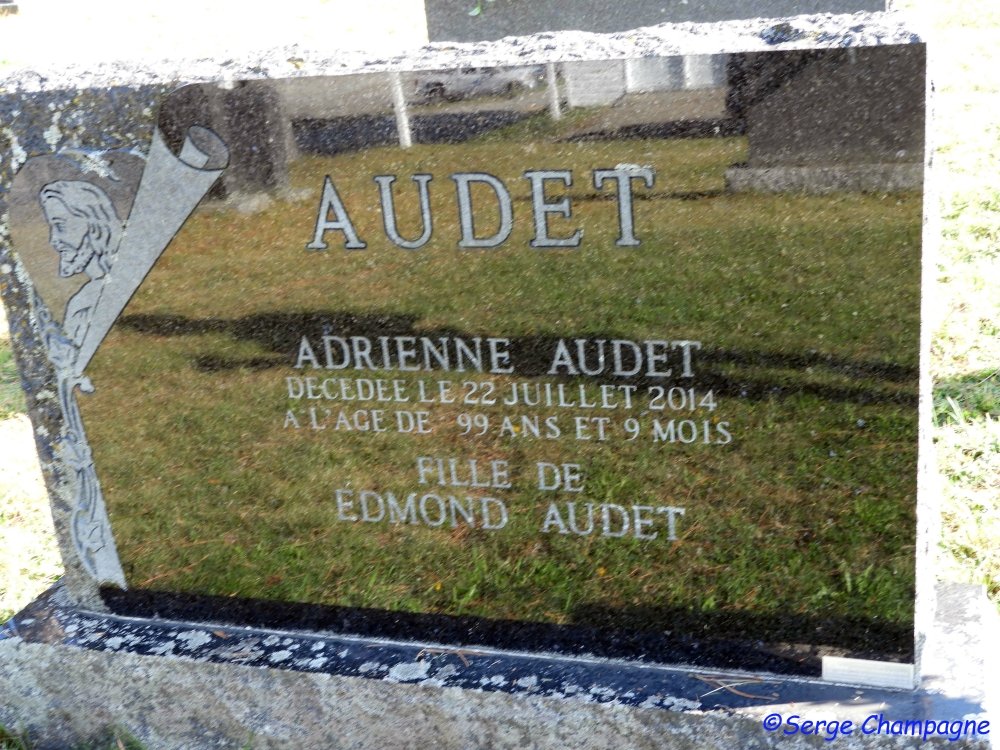 AUDET
ADRIENNE AUDET
DECEDEE LE 22 JUILLET 2014
A L'AGE DE 99 ANS ET 9 MOIS
FILLE DE
EDMOND AUDET
©Serge Champagne